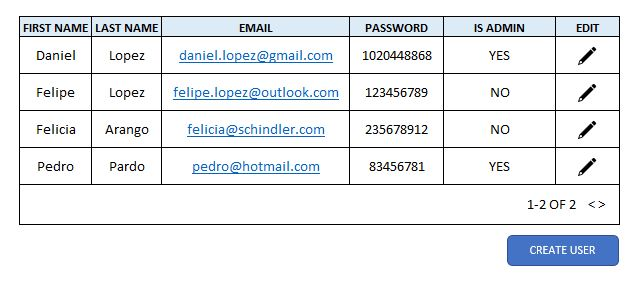 FIRST NAME LAST NAME EMAIL PASSWORD IS ADMIN EDIT
Daniel Lopez daniel.lopez@gmail.com 1020448868 YES
Felipe Lopez felipe.lopez@outlook.com 123456789 NO
Felicia Arango felicia@schindler.com 235678912 NO
Pedro Pardo pedro@hotmail.com 83456781 YES
1-2 OF 2 < >
CREATE USER